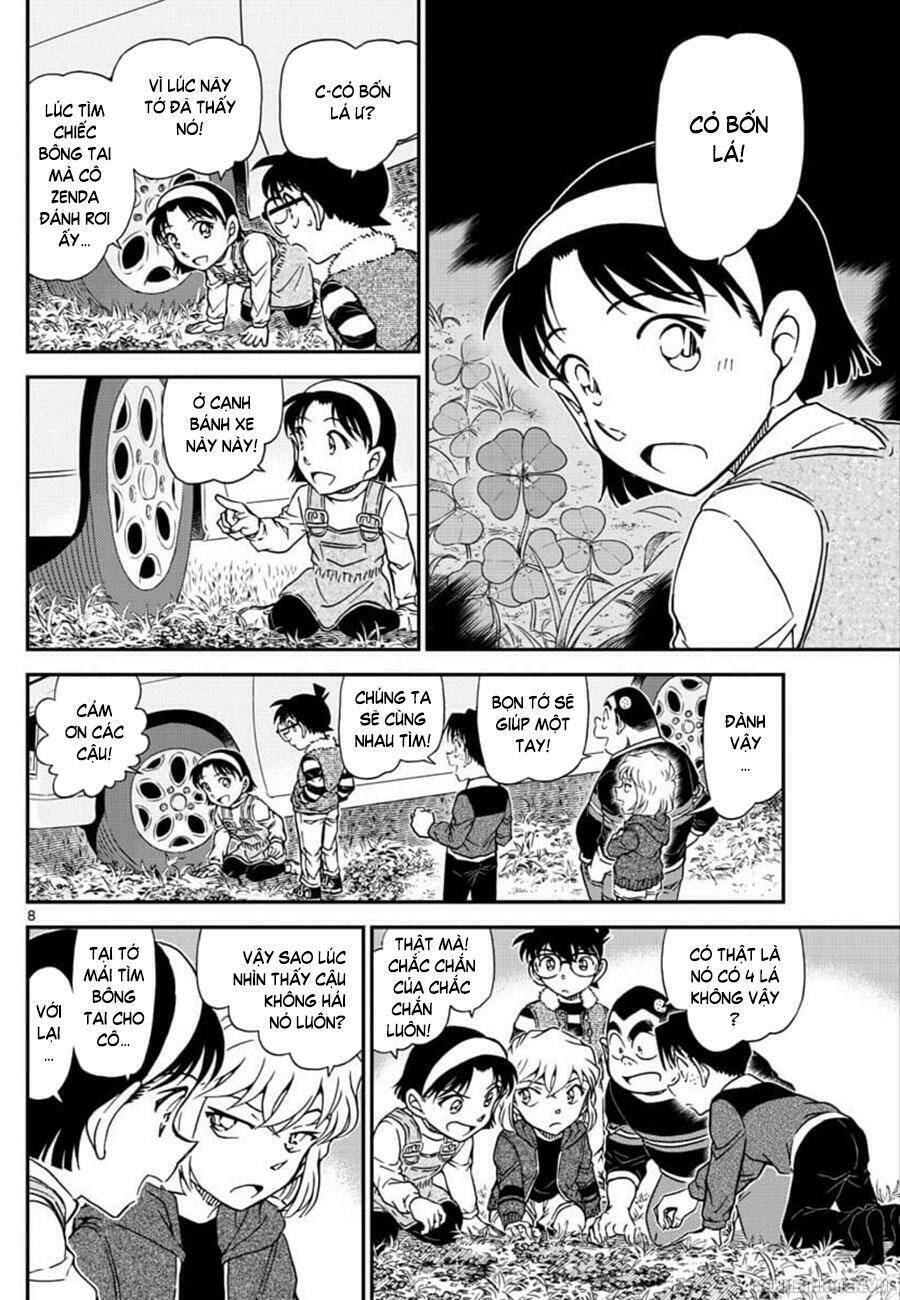 CỎ BỐN
LÁ!
C-CỎ BỐN
LÁ Ư?
VÌ LÚC NÃY
TỚ ĐÃ THẤY
NÓ!
LÚC TÌM
CHIẾC
BÔNG TAI
MÀ CÔ
ZENDA
ĐÁNH RƠI
ẤY...
Ở CẠNH
BÁNH XE
NÀY NÀY!
ĐÀNH
VẬY
...
BỌN TỚ SẼ
GIÚP MỘT
TAY!
CHÚNG TA
SẼ CÙNG
NHAU TÌM!
CẢM
ƠN CÁC
CẬU!
8
CÓ THẬT LÀ
NÓ CÓ 4 LÁ
KHÔNG VẬY
?
THẬT MÀ!
CHẮC CHẮN
CỦA CHẮC
CHẮN
LUÔN!
VẬY SAO LÚC
NHÌN THẤY CẬU
KHÔNG HÁI
NÓ LUÔN?
TẠI TỚ
MẢI TÌM
BÔNG
TAI CHO
CÔ...
VỚI LẠI
...